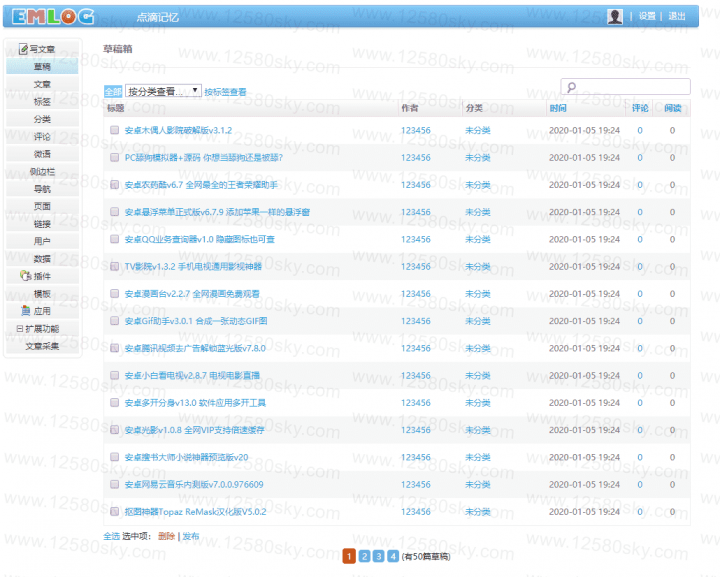 EMLOG 点滴记忆 | 设置 | 退出
写文章
草稿
文章
标签
分类
评论
微语
侧边栏
导航
页面
链接
用户
数据
插件
模板
应用
扩展功能
文章采集
草稿箱
全部 按分类查看... 按标签查看
标题 作者 分类 时间 评论 阅读
安卓木偶人影院破解版v3.1.2 123456 未分类 2020-01-05 19:24 0 0
PC舔狗模拟器+源码 你想当舔狗还是被舔? 123456 未分类 2020-01-05 19:24 0 0
安卓农药酷v6.7 全网最全的王者荣耀助手 123456 未分类 2020-01-05 19:24 0 0
安卓悬浮菜单正式版v6.7.9 添加苹果一样的悬浮窗 123456 未分类 2020-01-05 19:24 0 0
安卓QQ业务查询器v1.0 隐藏图标也可查 123456 未分类 2020-01-05 19:24 0 0
TV影院v1.3.2 手机电视通用影视神器 123456 未分类 2020-01-05 19:24 0 0
安卓漫画台v2.2.7 全网漫画免费观看 123456 未分类 2020-01-05 19:24 0 0
安卓Gif助手v3.0.1 合成一张动态GIF图 123456 未分类 2020-01-05 19:24 0 0
安卓腾讯视频去广告解锁蓝光版v7.8.0 123456 未分类 2020-01-05 19:24 0 0
安卓小白看电视v2.8.7 电视电影直播 123456 未分类 2020-01-05 19:24 0 0
安卓多开分身v13.0 软件应用多开工具 123456 未分类 2020-01-05 19:24 0 0
安卓光影v1.0.8 全网VIP支持倍速缓存 123456 未分类 2020-01-05 19:24 0 0
安卓搜书大师小说神器预览版v20 123456 未分类 2020-01-05 19:24 0 0
安卓网易云音乐内测版v7.0.0.976609 123456 未分类 2020-01-05 19:24 0 0
抠图神器Topaz ReMask汉化版V5.0.2 123456 未分类 2020-01-05 19:24 0 0
全选 选中项: 删除 | 发布
1 2 3 4 (有50篇草稿)
www.12580sky.com